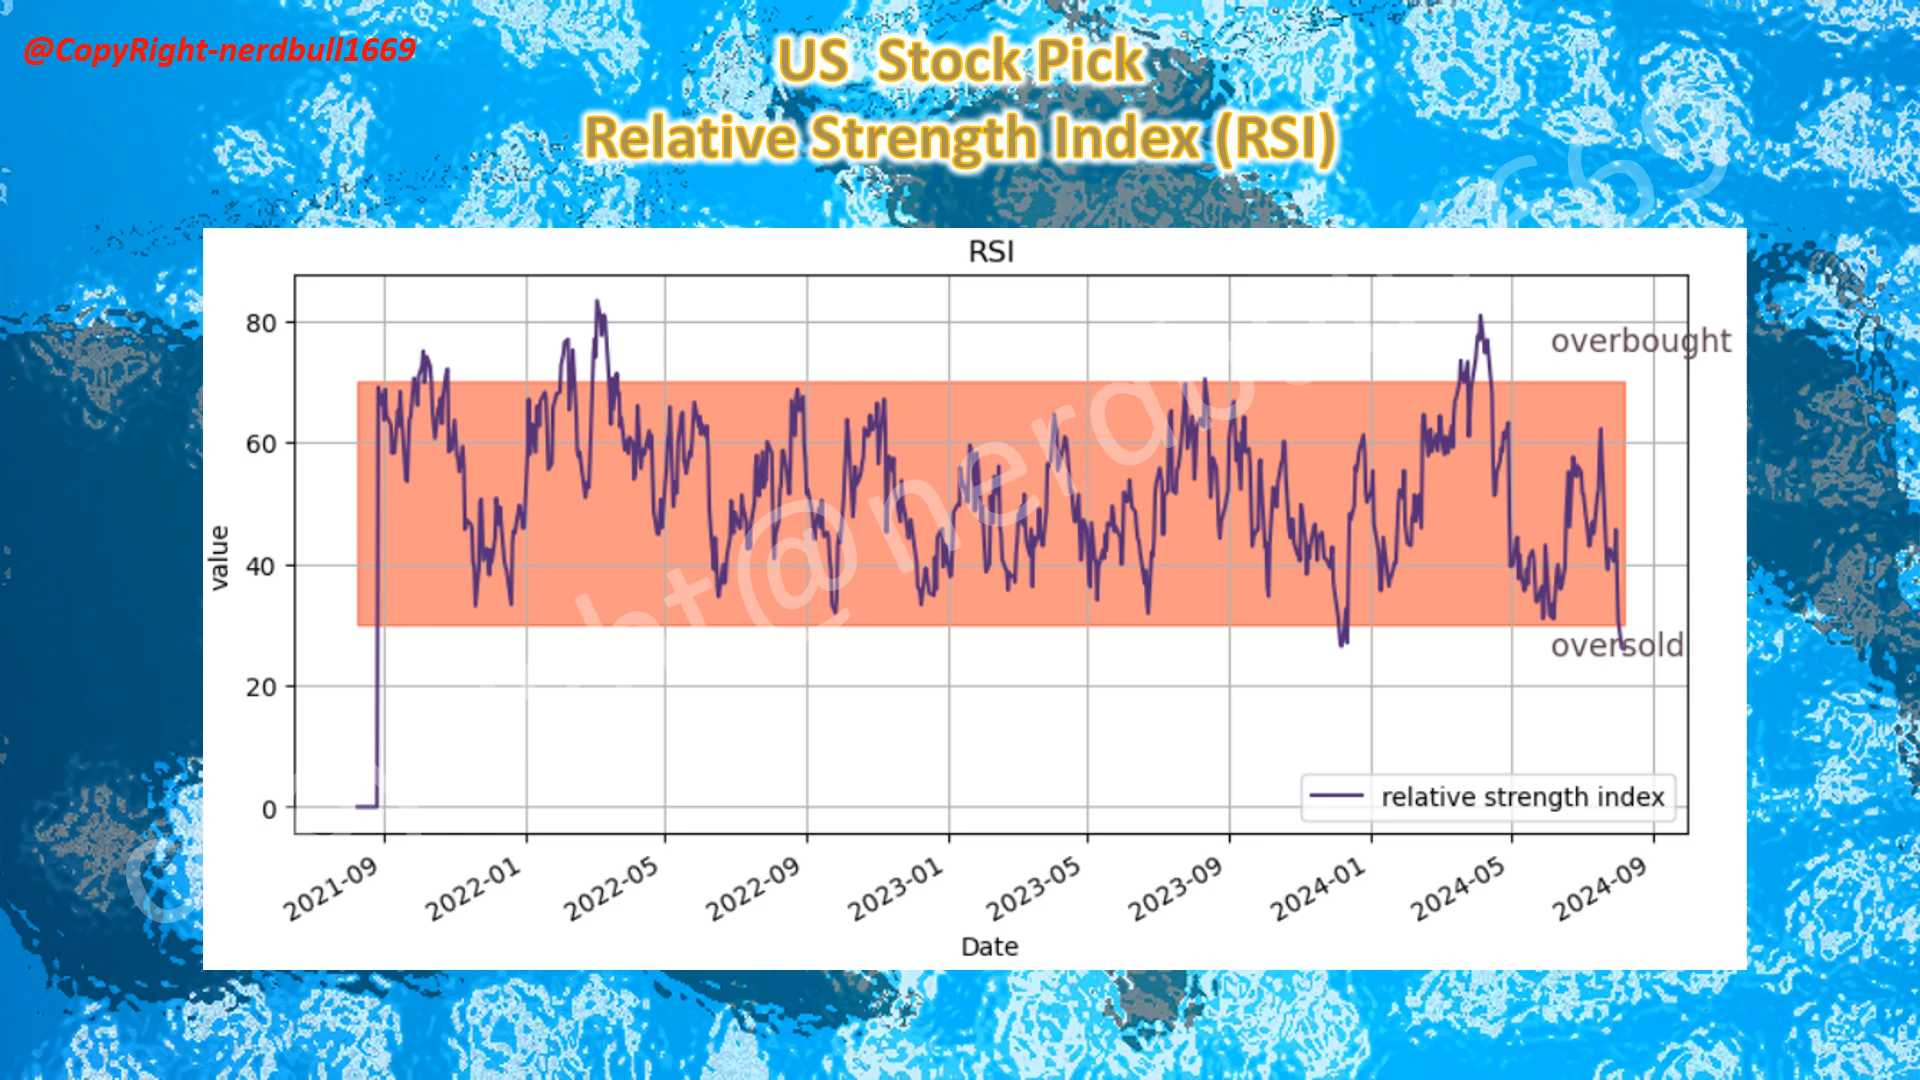 @CopyRight-nerdbull1669
US  Stock Pick
Relative Strength Index (RSI)
RSI
80
60
40
20
0
value
overbought
oversold
relative strength index
2021-09
2022-01
2022-05
2022-09
2023-01
2023-05
2023-09
2024-01
2024-05
2024-09
Date